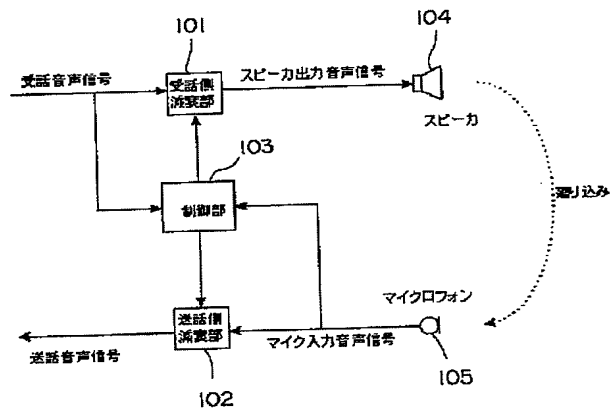 101
104
受話音声信号
受話側
減衰部
スピーカ出力音声信号
スピーカ
103
制御部
廻り込み
マイクロフォン
送話側
減衰部
マイク入力音声信号
送話音声信号
102
105